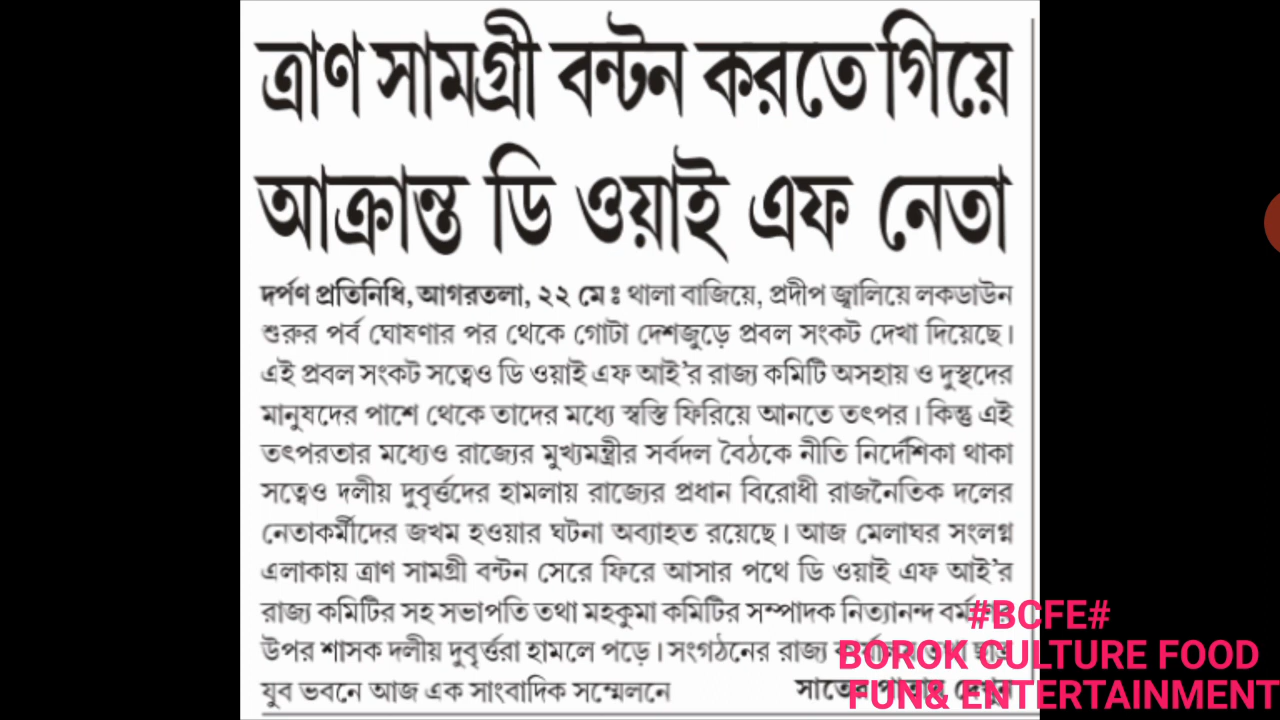 ত্রাণ সামগ্রী বন্টন করতে গিয়ে
আক্রান্ত ডি ওয়াই এফ নেতা
দর্পণ প্রতিনিধি, আগরতলা, ২২ মে ঃ থালা বাজিয়ে, প্রদীপ জ্বালিয়ে লকডাউন
শুরুর পর্ব ঘোষণার পর থেকে গোটা দেশজুড়ে প্রবল সংকট দেখা দিয়েছে।
এই প্রবল সংকট সত্বেও ডি ওয়াই এফ আই'র রাজ্য কমিটি অসহায় ও দুস্থদের
মানুষদের পাশে থেকে তাদের মধ্যে স্বস্তি ফিরিয়ে আনতে তৎপর। কিন্তু এই
তৎপরতার মধ্যেও রাজ্যের মুখ্যমন্ত্রীর সর্বদল বৈঠকে নীতি নির্দেশিকা থাকা
সত্বেও দলীয় দুবৃর্ত্তদের হামলায় রাজ্যের প্রধান বিরোধী রাজনৈতিক দলের
নেতাকর্মীদের জখম হওয়ার ঘটনা অব্যাহত রয়েছে। আজ মেলাঘর সংলগ্ন
এলাকায় ত্রাণ সামগ্রী বন্টন সেরে ফিরে আসার পথে ডি ওয়াই এফ আই'র
রাজ্য কমিটির সহ সভাপতি তথা মহকুমা কমিটির সম্পাদক নিত্যানন্দ
উপর শাসক দলীয় দুবৃর্ত্তরা হামলে পড়ে। সংগঠনের রাজ্য
যুব ভবনে আজ এক সাংবাদিক সম্মেলনে
#BCFE#
BOROK CULTURE FOOD
FUN& ENTERTAINMENT